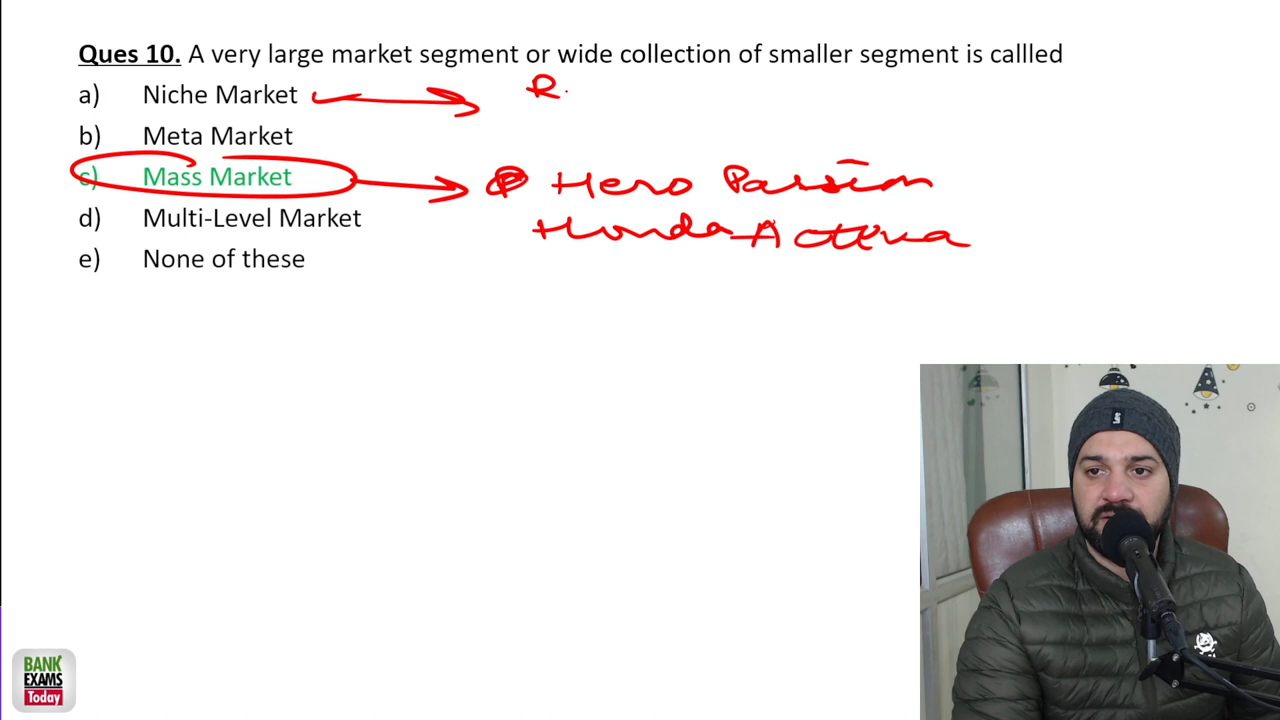 Ques 10. A very large market segment or wide collection of smaller segment is callled
a) Niche Market R
b) Meta Market
c) Mass Market Hero Passion
Honda Activa
d) Multi-Level Market
e) None of these
BANK
EXAMS
Today